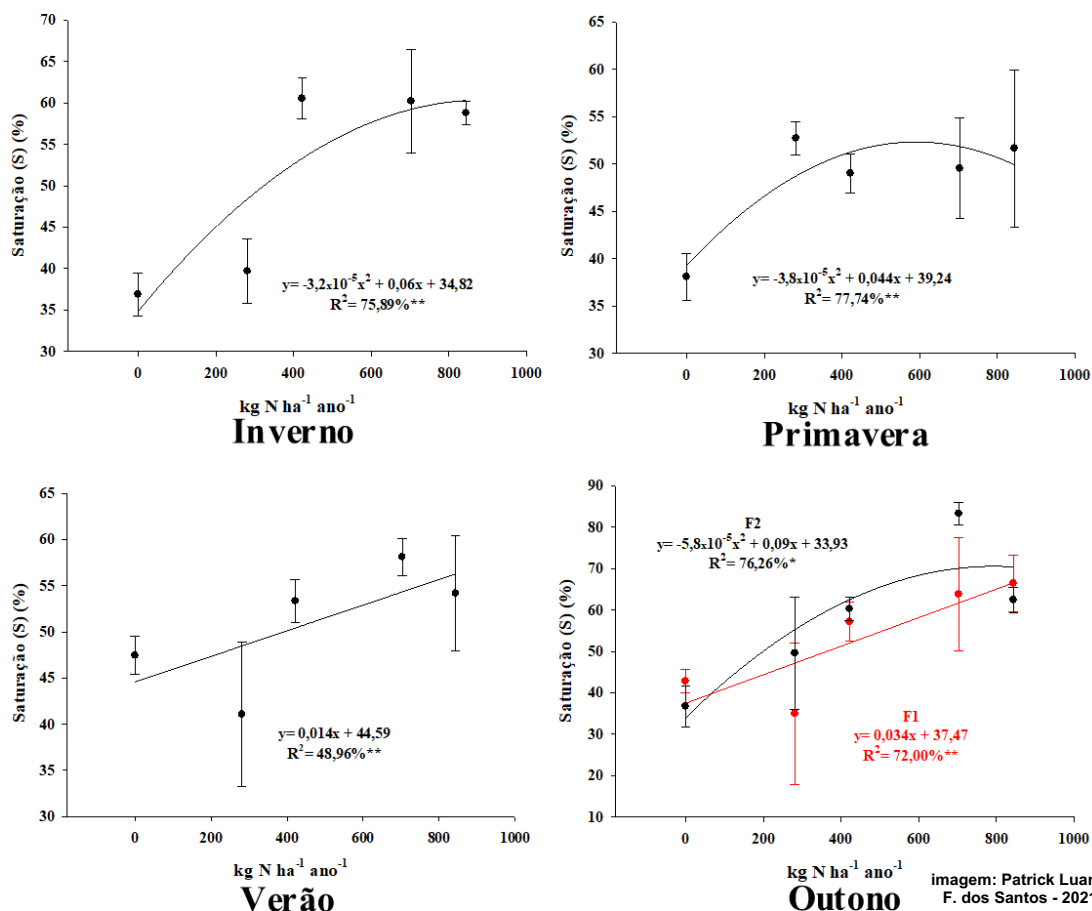 70
65
60
55
50
45
40
35
30
Saturação (S) (%)
y= -3,2x10⁻⁵x² + 0,06x + 34,82
R²= 75,89%**
0 200 400 600 800 1000
kg N ha⁻¹ ano⁻¹
Inverno
65
60
55
50
45
40
35
30
Saturação (S) (%)
y= -3,8x10⁻⁵x² + 0,044x + 39,24
R²= 77,74%**
0 200 400 600 800 1000
kg N ha⁻¹ ano⁻¹
Primavera
65
60
55
50
45
40
35
30
Saturação (S) (%)
y= 0,014x + 44,59
R²= 48,96%**
0 200 400 600 800 1000
kg N ha⁻¹ ano⁻¹
Verão
90
80
70
60
50
40
30
20
10
Saturação (S) (%)
F2
y= -5,8x10⁻⁵x² + 0,09x + 33,93
R²= 76,26%*
F1
y= 0,034x + 37,47
R²= 72,00%**
0 200 400 600 800 1000
kg N ha⁻¹ ano⁻¹
Outono
imagem: Patrick Luan
F. dos Santos - 2021